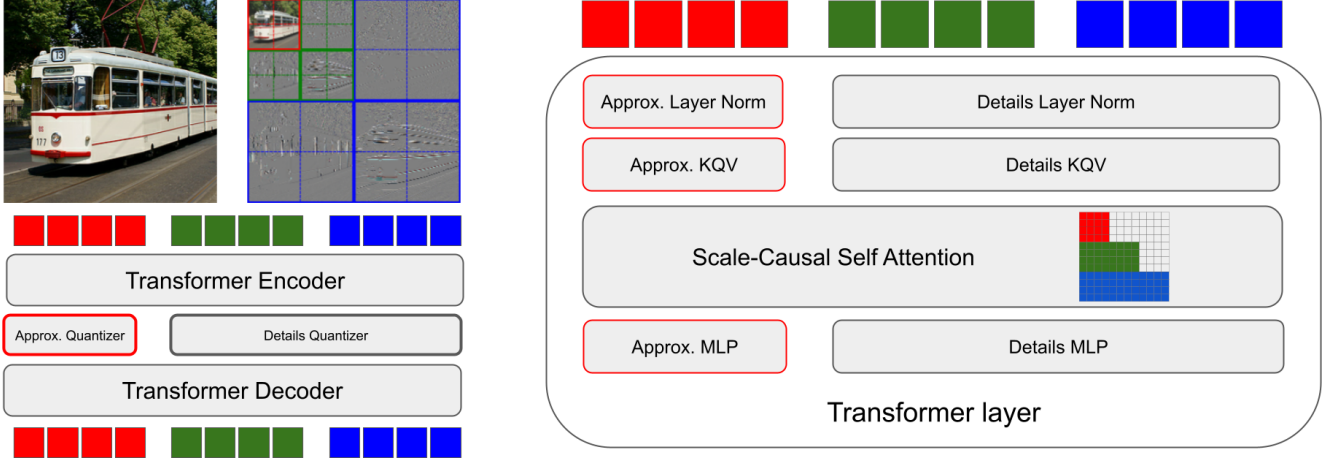 13
177
Transformer Encoder
Approx. Quantizer
Details Quantizer
Transformer Decoder
Approx. Layer Norm
Details Layer Norm
Approx. KQV
Details KQV
Scale-Causal Self Attention
Approx. MLP
Details MLP
Transformer layer